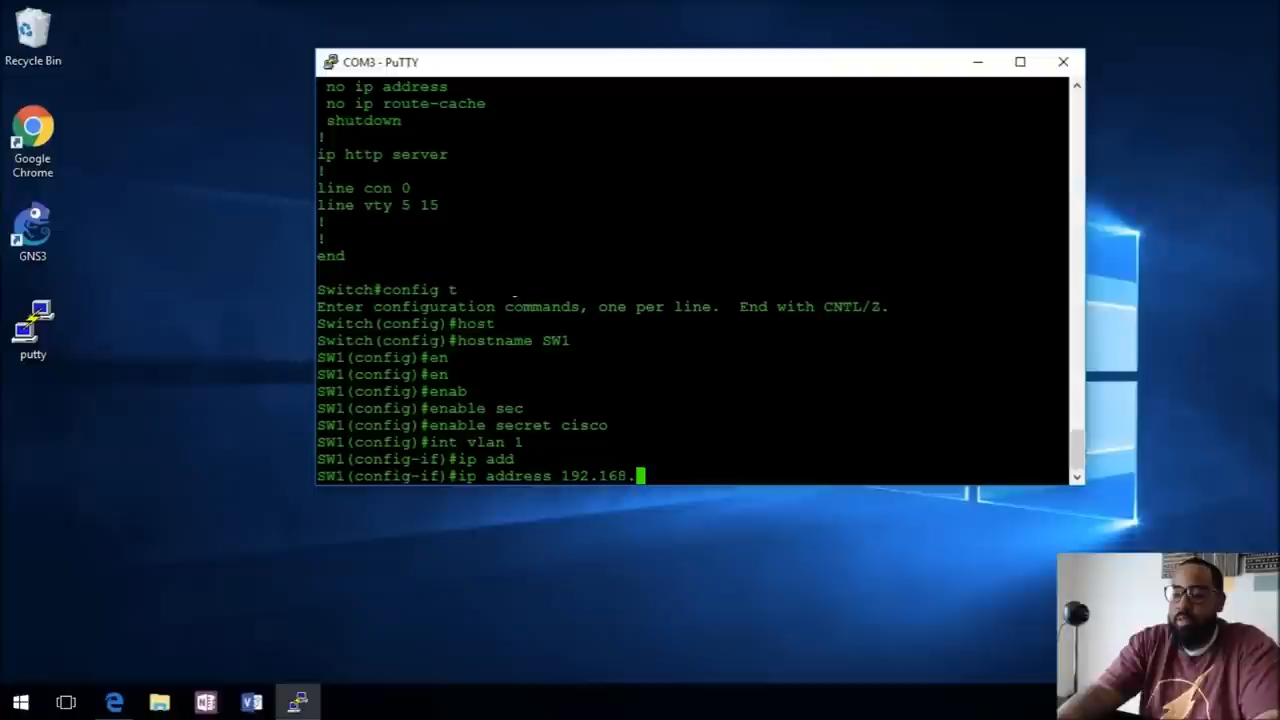 Recycle Bin
Google
Chrome
GNS3
putty
COM3 - PuTTY
no ip address
no ip route-cache
shutdown
!
ip http server
!
line con 0
line vty 5 15
!
!
end
Switch#config t
Enter configuration commands, one per line.  End with CNTL/Z.
Switch(config)#host
Switch(config)#hostname SW1
SW1(config)#en
SW1(config)#en
SW1(config)#enab
SW1(config)#enable sec
SW1(config)#enable secret cisco
SW1(config)#int vlan 1
SW1(config-if)#ip add
SW1(config-if)#ip address 192.168.